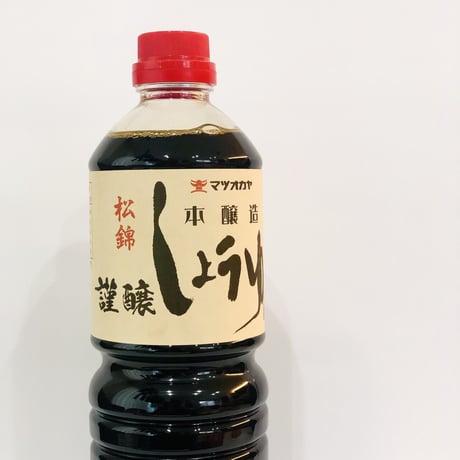 マツオカヤ
本醸造
しょうゆ
松錦
謹醸